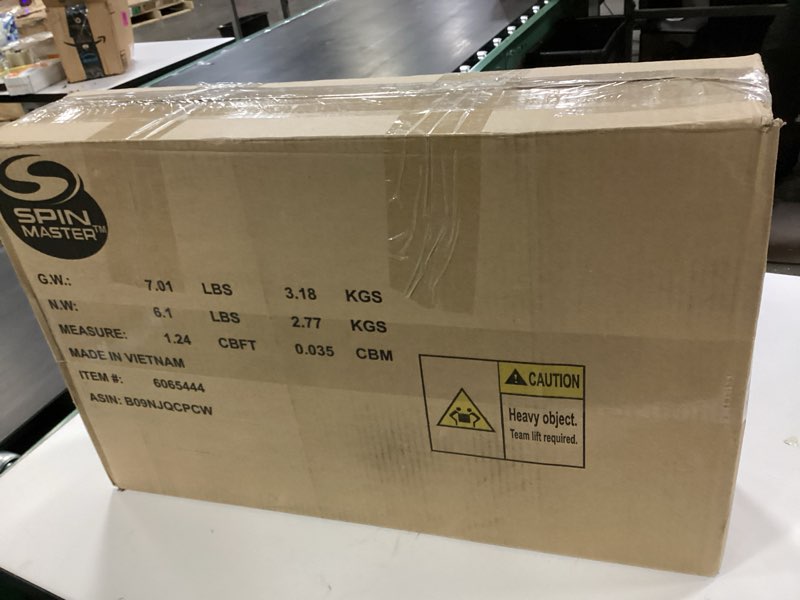 SPIN
MASTER™
G.W.: 7.01 LBS 3.18 KGS
N.W: 6.1 LBS 2.77 KGS
MEASURE: 1.24 CBFT 0.035 CBM
MADE IN VIETNAM
ITEM #: 6065444
ASIN: B09NJQCPCW
CAUTION
Heavy object.
Team lift required.